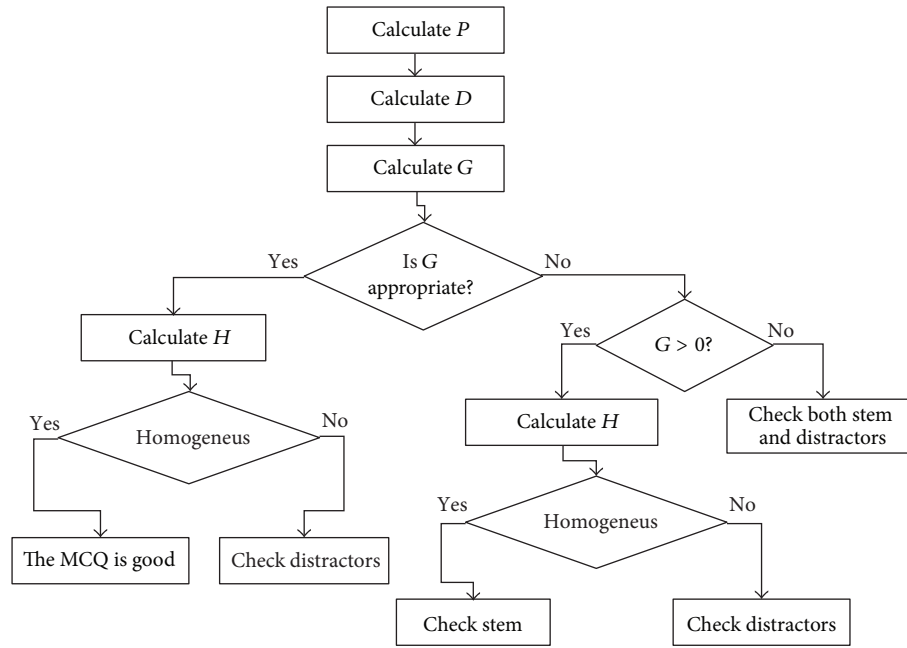 Calculate P
Calculate D
Calculate G
Is G
appropriate?
Yes
No
Calculate H
Yes
G > 0?
No
Yes
Homogeneus
No
Calculate H
Check both stem
and distractors
Yes
Homogeneus
No
The MCQ is good
Check distractors
Check stem
Check distractors